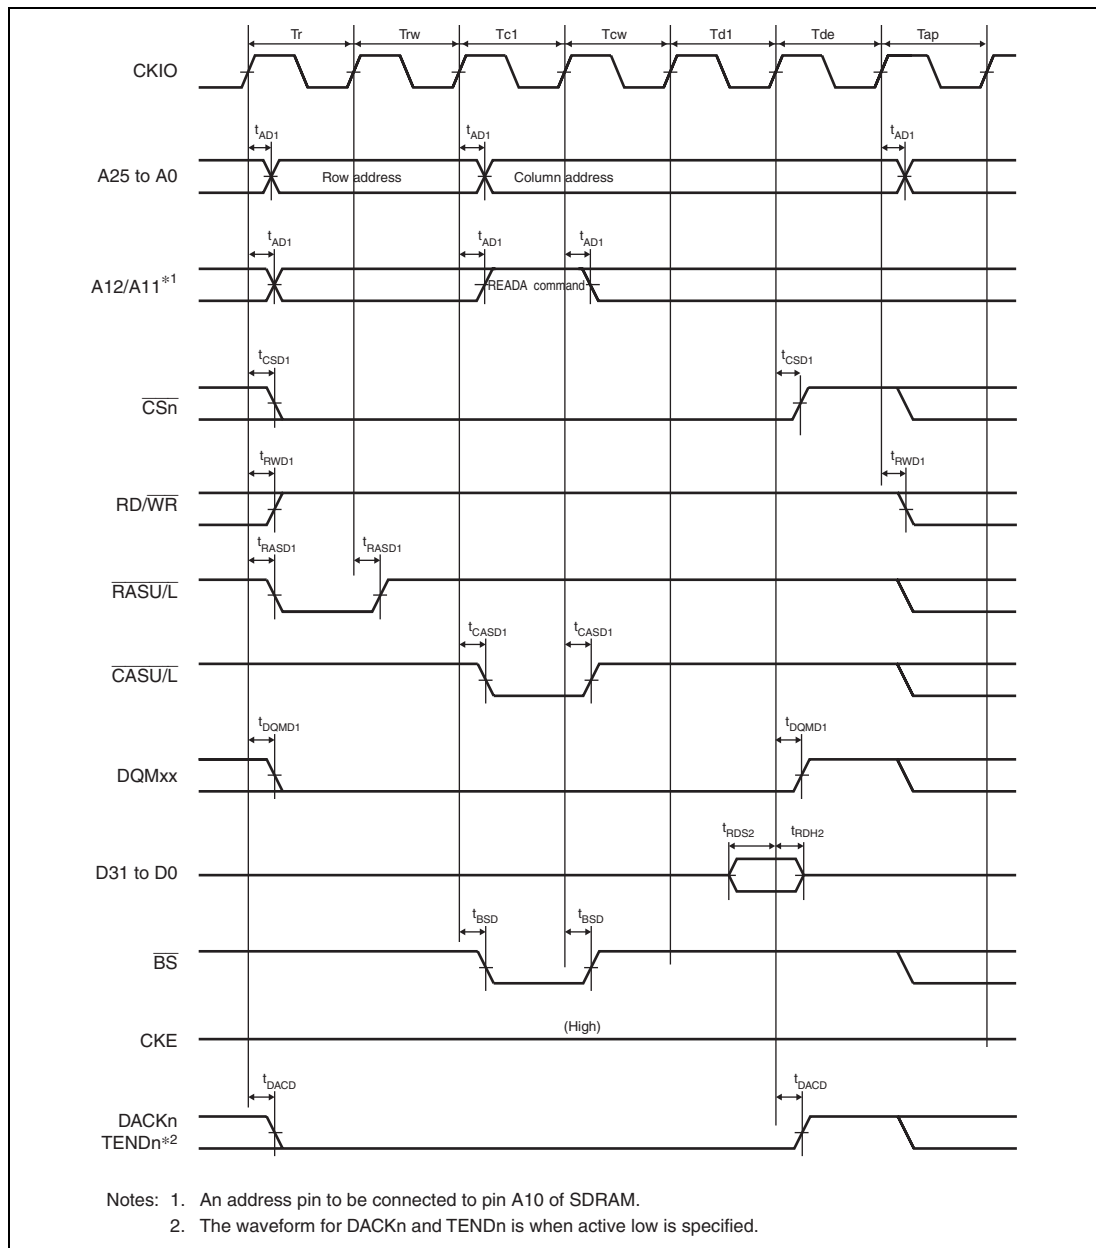 Tr Trw Tc1 Tcw Td1 Tde Tap
CKIO
tAD1 tAD1 tAD1
A25 to A0 Row address Column address
tAD1 tAD1 tAD1
A12/A11*1 READA command
tCSD1 tCSD1
CSn
tRWD1 tRWD1
RD/WR
tRASD1 tRASD1
RASU/L
tCASD1 tCASD1
CASU/L
tDQMD1 tDQMD1
DQMxx
tRDS2 tRDH2
D31 to D0
tBSD tBSD
BS
(High)
CKE
tDACD tDACD
DACKn
TENDn*2
Notes: 1. An address pin to be connected to pin A10 of SDRAM.
2. The waveform for DACKn and TENDn is when active low is specified.